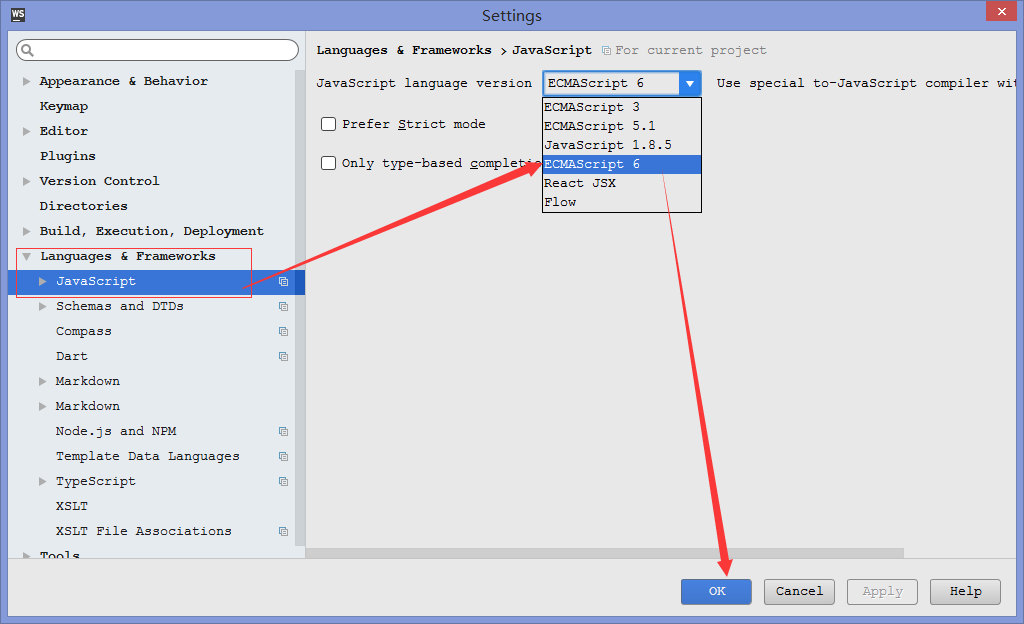 WS
Settings
Appearance & Behavior
Keymap
Editor
Plugins
Version Control
Directories
Build, Execution, Deployment
Languages & Frameworks
JavaScript
Schemas and DTDs
Compass
Dart
Markdown
Markdown
Node.js and NPM
Template Data Languages
TypeScript
XSLT
XSLT File Associations
Tools
Languages & Frameworks › JavaScript For current project
JavaScript language version ECMAScript 6 Use special to-JavaScript compiler wit
Prefer Strict mode
Only type-based completio
ECMAScript 3
ECMAScript 5.1
JavaScript 1.8.5
ECMAScript 6
React JSX
Flow
OK Cancel Apply Help